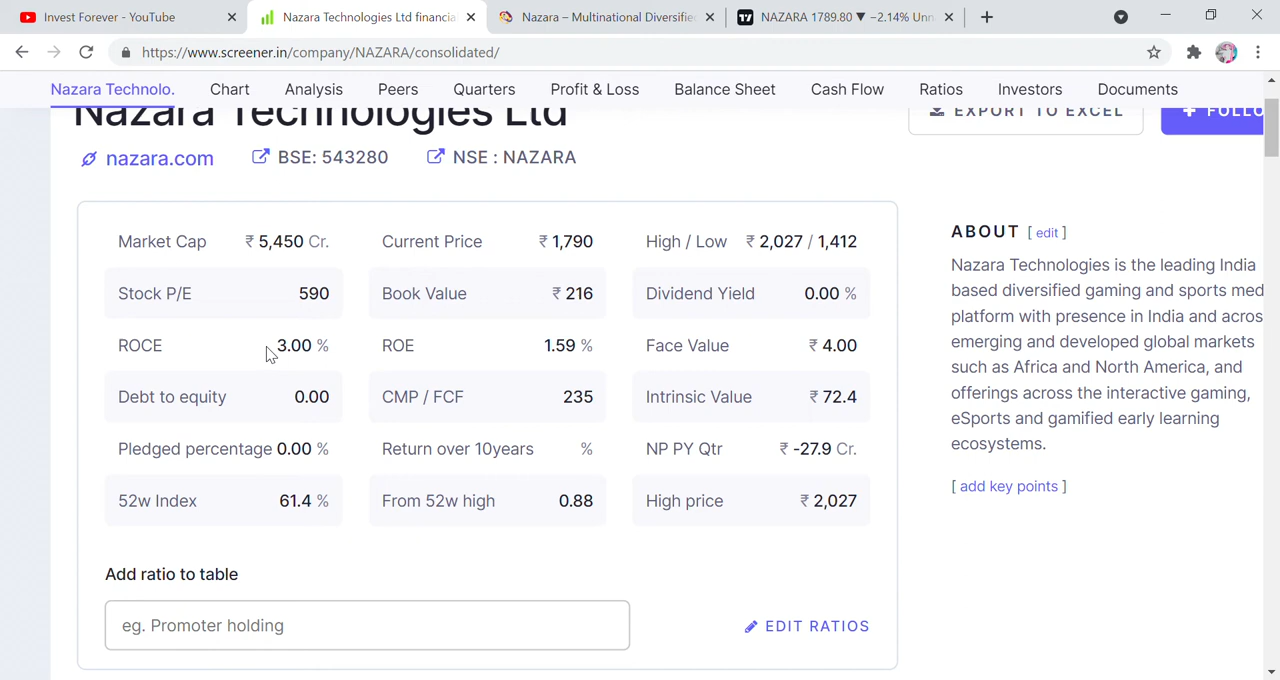 Invest Forever - YouTube
Nazara Technologies Ltd financia
Nazara – Multinational Diversifie
NAZARA 1789.80 ▼ −2.14% Unn
https://www.screener.in/company/NAZARA/consolidated/
Nazara Technolo. Chart Analysis Peers Quarters Profit & Loss Balance Sheet Cash Flow Ratios Investors Documents
Nazara Technologies Ltd
EXPORT TO EXCEL
+ FOLLO
nazara.com BSE: 543280 NSE : NAZARA
Market Cap ₹ 5,450 Cr. Current Price ₹ 1,790 High / Low ₹ 2,027 / 1,412
Stock P/E 590 Book Value ₹ 216 Dividend Yield 0.00 %
ROCE 3.00 % ROE 1.59 % Face Value ₹ 4.00
Debt to equity 0.00 CMP / FCF 235 Intrinsic Value ₹ 72.4
Pledged percentage 0.00 % Return over 10years % NP PY Qtr ₹ -27.9 Cr.
52w Index 61.4 % From 52w high 0.88 High price ₹ 2,027
Add ratio to table
eg. Promoter holding
EDIT RATIOS
ABOUT [ edit ]
Nazara Technologies is the leading India
based diversified gaming and sports med
platform with presence in India and acros
emerging and developed global markets
such as Africa and North America, and
offerings across the interactive gaming,
eSports and gamified early learning
ecosystems.
[ add key points ]